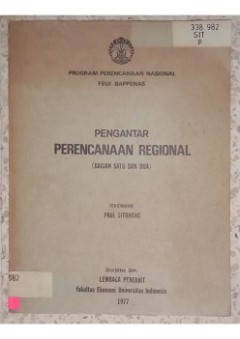 338.982
SIT
P
PROGRAM PERENCANAAN NASIONAL
FEUI-BAPPENAS
PENGANTAR
PERENCANAAN REGIONAL
(BAGIAN SATU DAN DUA)
PAUL SITOHANG
982
LEMBAGA PENERBIT
Fakultas Ekonomi Universitas Indonesia
1977